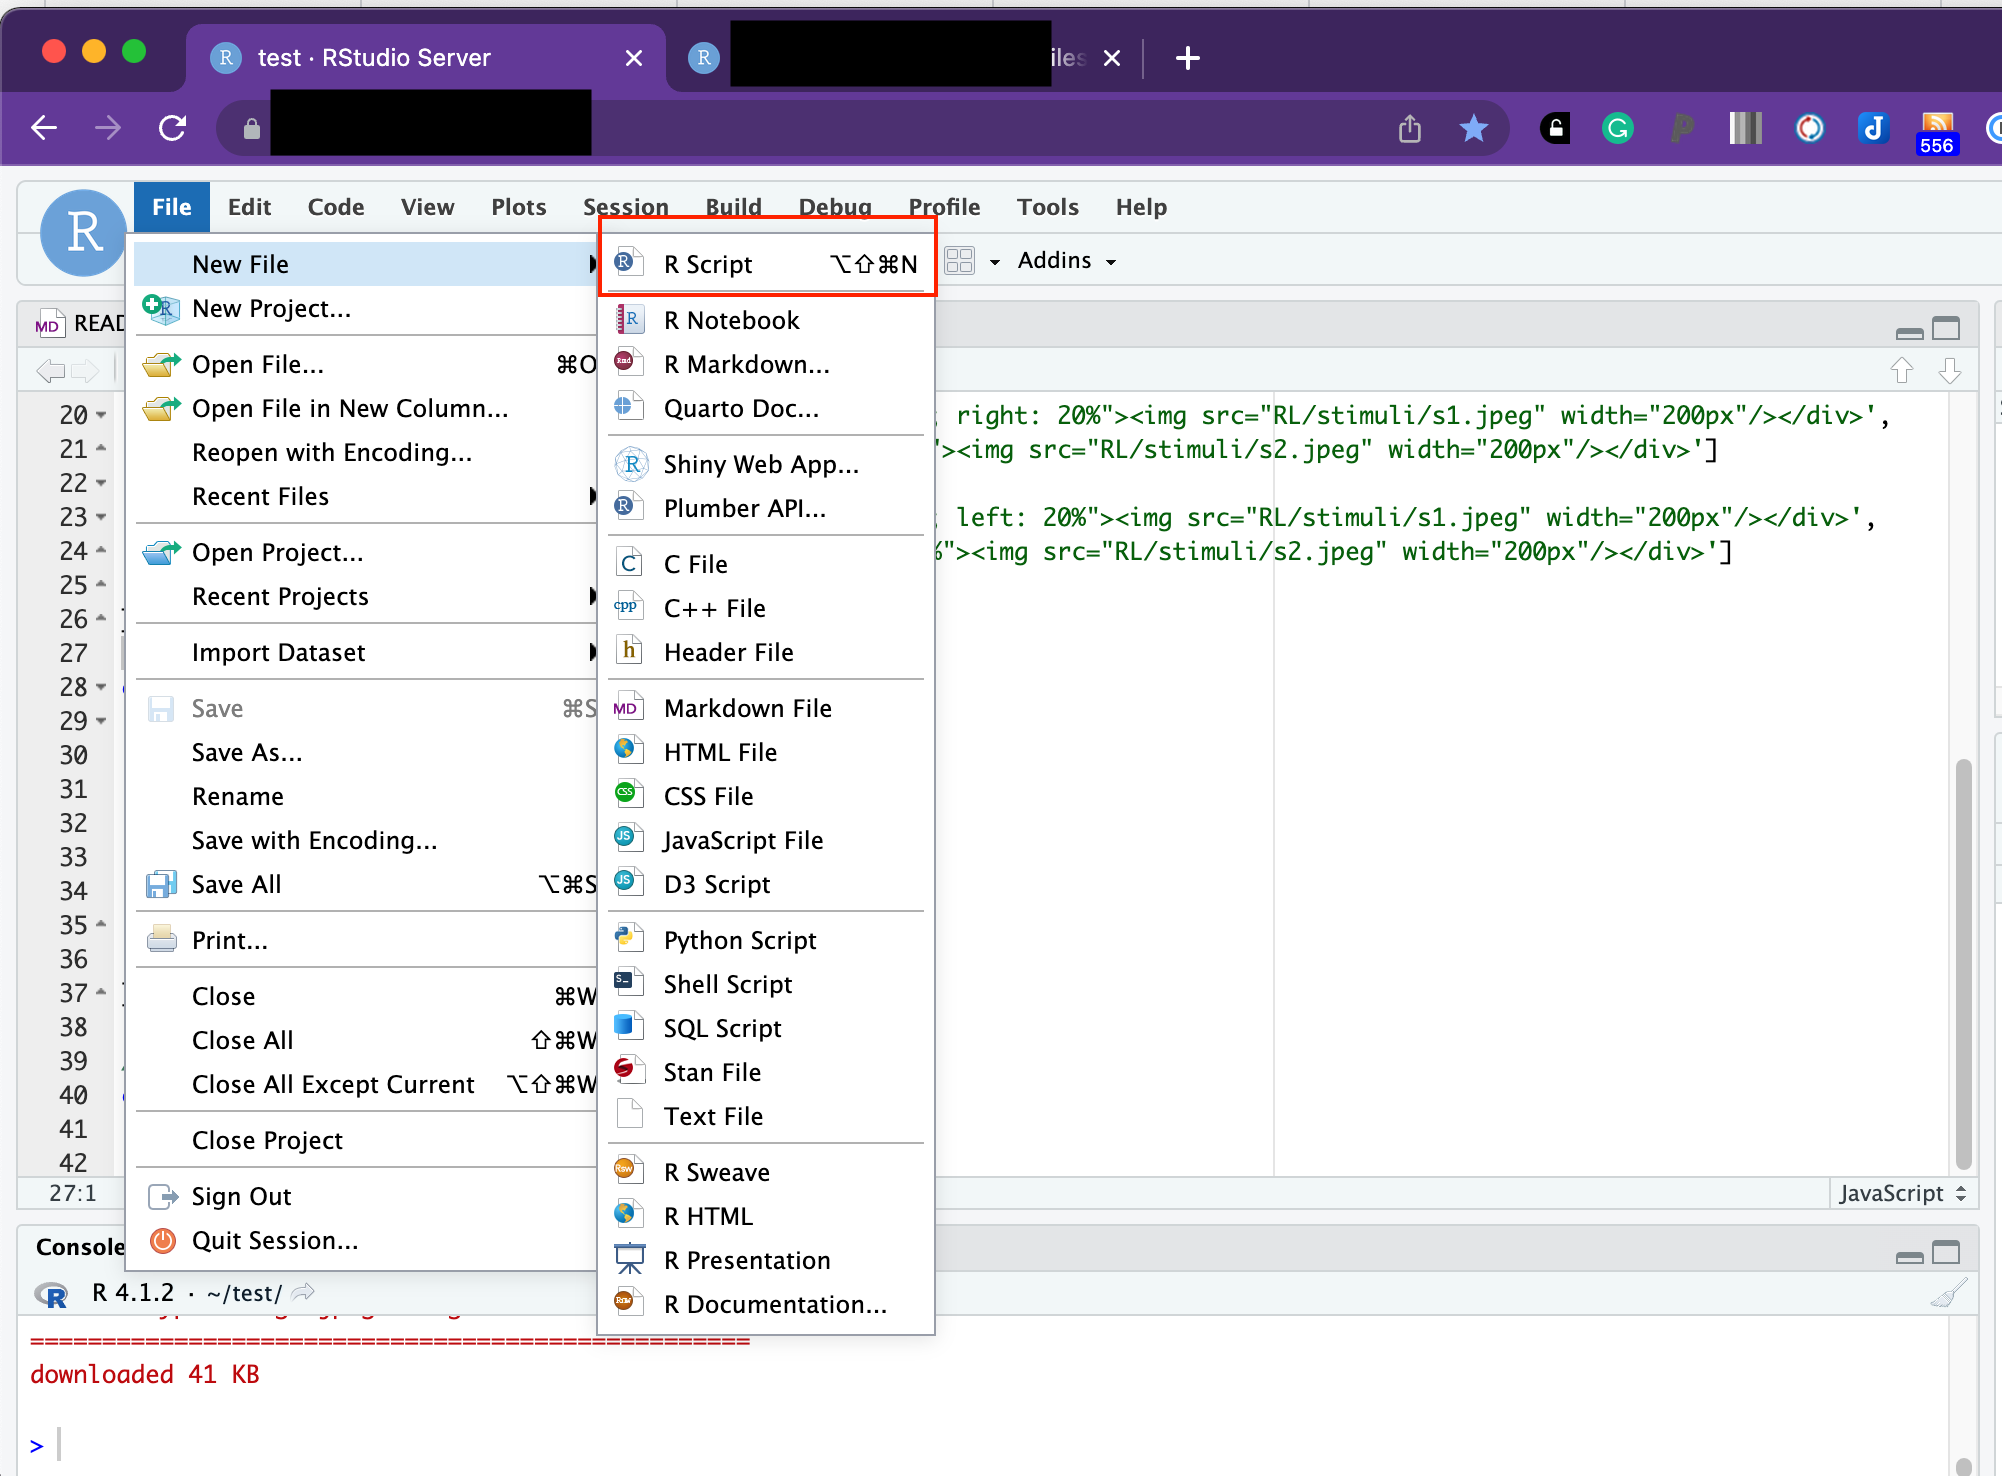 test · RStudio Server
iles
556
File Edit Code View Plots Session Build Debug Profile Tools Help
Addins
New File
New Project...
Open File... ⌘O
Open File in New Column...
Reopen with Encoding...
Recent Files
Open Project...
Recent Projects
Import Dataset
Save ⌘S
Save As...
Rename
Save with Encoding...
Save All ⌥⌘S
Print...
Close ⌘W
Close All ⇧⌘W
Close All Except Current ⌥⇧⌘W
Close Project
Sign Out
Quit Session...
R Script ⌥⇧⌘N
R Notebook
R Markdown...
Quarto Doc...
Shiny Web App...
Plumber API...
C File
C++ File
Header File
Markdown File
HTML File
CSS File
JavaScript File
D3 Script
Python Script
Shell Script
SQL Script
Stan File
Text File
R Sweave
R HTML
R Presentation
R Documentation...
MD READ
20 right: 20%"><img src="RL/stimuli/s1.jpeg" width="200px"/></div>',
21 "><img src="RL/stimuli/s2.jpeg" width="200px"/></div>']
22
23 left: 20%"><img src="RL/stimuli/s1.jpeg" width="200px"/></div>',
24 %"><img src="RL/stimuli/s2.jpeg" width="200px"/></div>']
25
26
27
28
29
30
31
32
33
34
35
36
37
38
39
40
41
42
27:1 JavaScript
Console
R 4.1.2 · ~/test/
==================================================
downloaded 41 KB
>